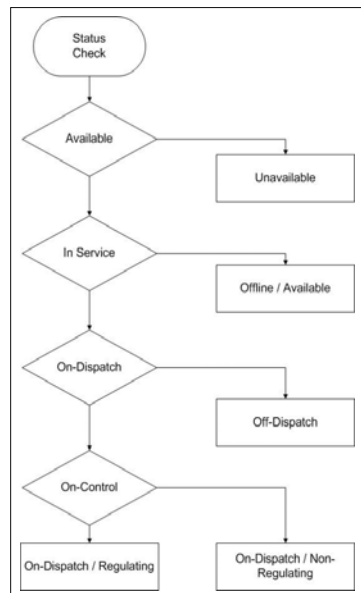 Status
Check
Available
Unavailable
In Service
Offline / Available
On-Dispatch
Off-Dispatch
On-Control
On-Dispatch / Regulating
On-Dispatch / Non-
Regulating